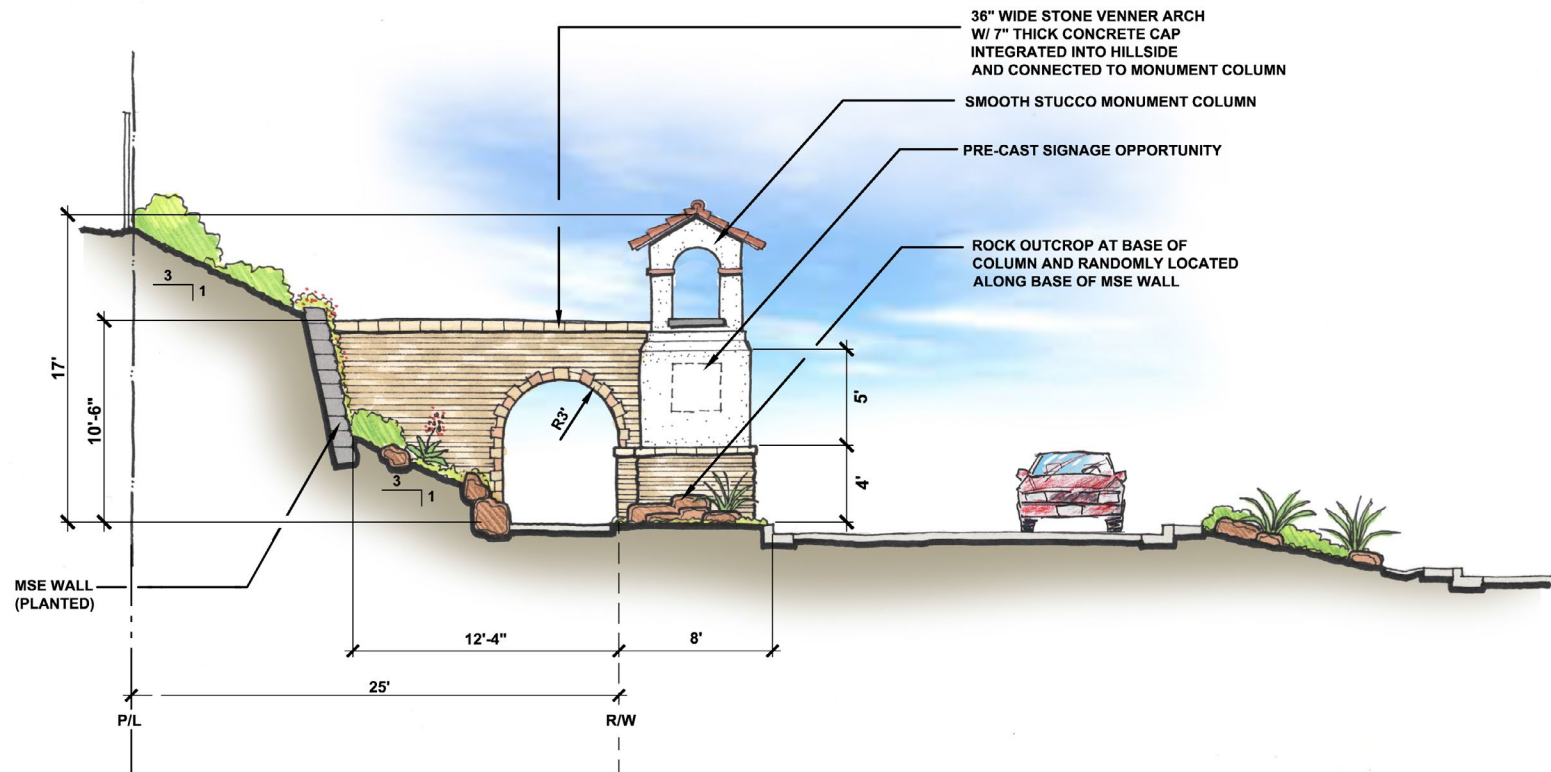 36" WIDE STONE VENNER ARCH
W/ 7" THICK CONCRETE CAP
INTEGRATED INTO HILLSIDE
AND CONNECTED TO MONUMENT COLUMN
SMOOTH STUCCO MONUMENT COLUMN
PRE-CAST SIGNAGE OPPORTUNITY
ROCK OUTCROP AT BASE OF
COLUMN AND RANDOMLY LOCATED
ALONG BASE OF MSE WALL
3
1
17'
10'-6"
R3'
5'
3
1
4'
MSE WALL
(PLANTED)
12'-4"
8'
25'
P/L
R/W